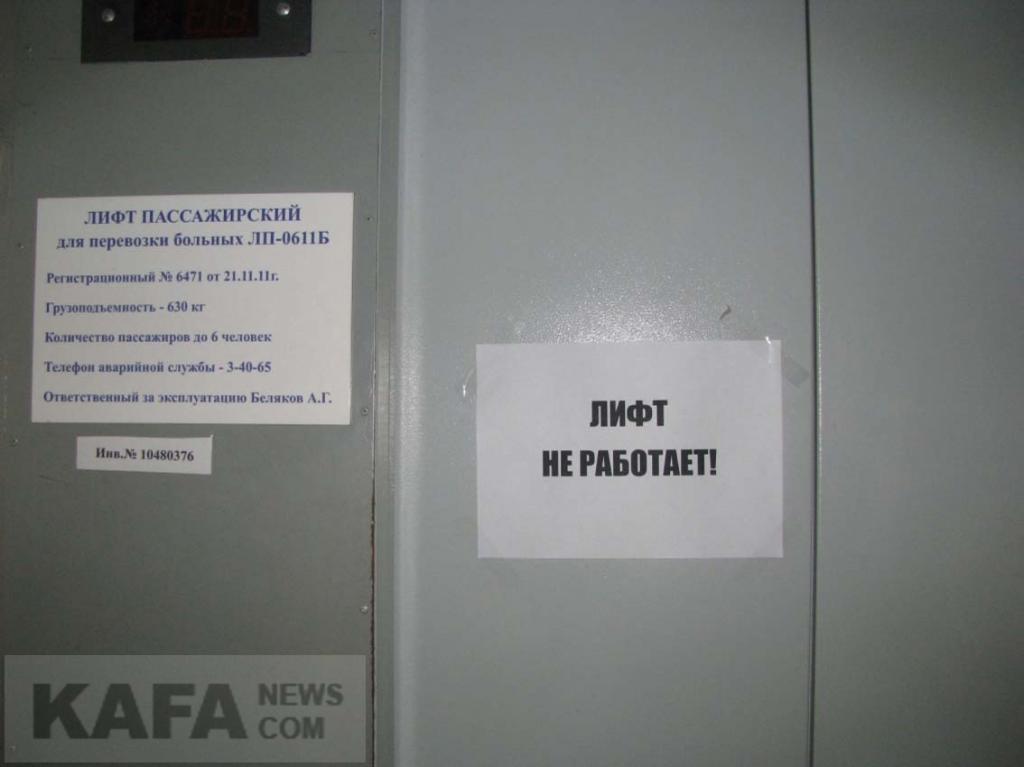 ЛИФТ ПАССАЖИРСКИЙ
для перевозки больных ЛП-0611Б
Регистрационный № 6471 от 21.11.11г.
Грузоподъемность - 630 кг
Количество пассажиров до 6 человек
Телефон аварийной службы - 3-40-65
Ответственный за эксплуатацию Беляков А.Г.
Инв.№ 10480376
ЛИФТ
НЕ РАБОТАЕТ!
KAFA NEWS
COM